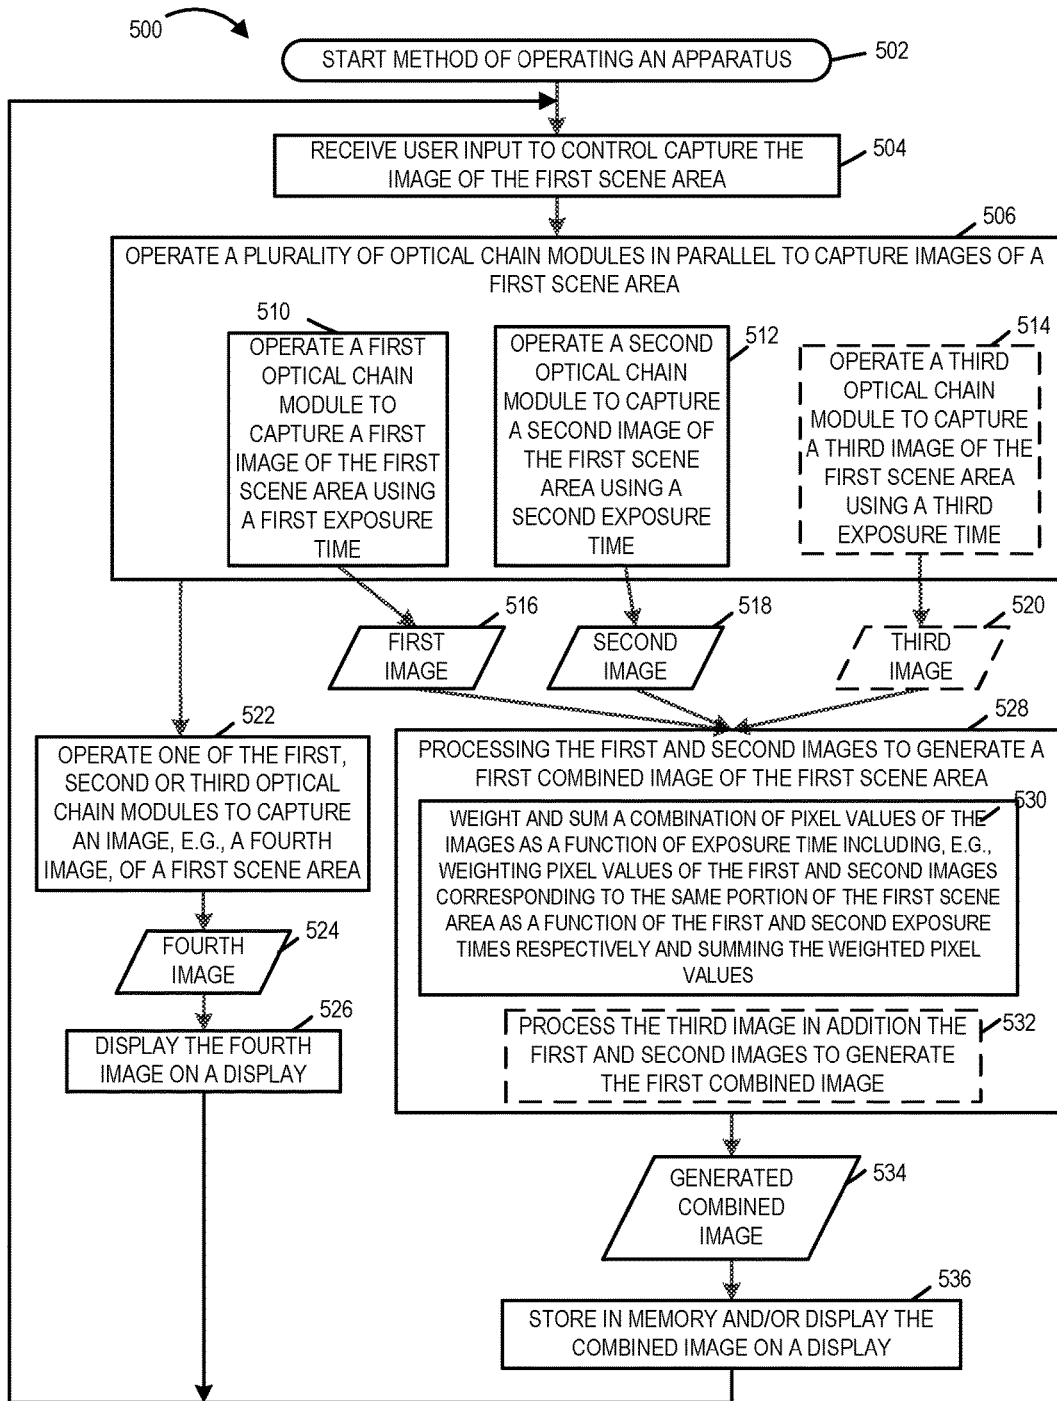 500
START METHOD OF OPERATING AN APPARATUS
502
RECEIVE USER INPUT TO CONTROL CAPTURE THE
IMAGE OF THE FIRST SCENE AREA
504
506
OPERATE A PLURALITY OF OPTICAL CHAIN MODULES IN PARALLEL TO CAPTURE IMAGES OF A
FIRST SCENE AREA
510
OPERATE A FIRST
OPTICAL CHAIN
MODULE TO
CAPTURE A FIRST
IMAGE OF THE FIRST
SCENE AREA USING
A FIRST EXPOSURE
TIME
512
OPERATE A SECOND
OPTICAL CHAIN
MODULE TO CAPTURE
A SECOND IMAGE OF
THE FIRST SCENE
AREA USING A
SECOND EXPOSURE
TIME
514
OPERATE A THIRD
OPTICAL CHAIN
MODULE TO CAPTURE
A THIRD IMAGE OF THE
FIRST SCENE AREA
USING A THIRD
EXPOSURE TIME
516
FIRST
IMAGE
518
SECOND
IMAGE
520
THIRD
IMAGE
522
OPERATE ONE OF THE FIRST,
SECOND OR THIRD OPTICAL
CHAIN MODULES TO CAPTURE
AN IMAGE, E.G., A FOURTH
IMAGE, OF A FIRST SCENE AREA
524
FOURTH
IMAGE
526
DISPLAY THE FOURTH
IMAGE ON A DISPLAY
528
PROCESSING THE FIRST AND SECOND IMAGES TO GENERATE A
FIRST COMBINED IMAGE OF THE FIRST SCENE AREA
530
WEIGHT AND SUM A COMBINATION OF PIXEL VALUES OF THE
IMAGES AS A FUNCTION OF EXPOSURE TIME INCLUDING, E.G.,
WEIGHTING PIXEL VALUES OF THE FIRST AND SECOND IMAGES
CORRESPONDING TO THE SAME PORTION OF THE FIRST SCENE
AREA AS A FUNCTION OF THE FIRST AND SECOND EXPOSURE
TIMES RESPECTIVELY AND SUMMING THE WEIGHTED PIXEL
VALUES
532
PROCESS THE THIRD IMAGE IN ADDITION THE
FIRST AND SECOND IMAGES TO GENERATE
THE FIRST COMBINED IMAGE
534
GENERATED
COMBINED
IMAGE
536
STORE IN MEMORY AND/OR DISPLAY THE
COMBINED IMAGE ON A DISPLAY